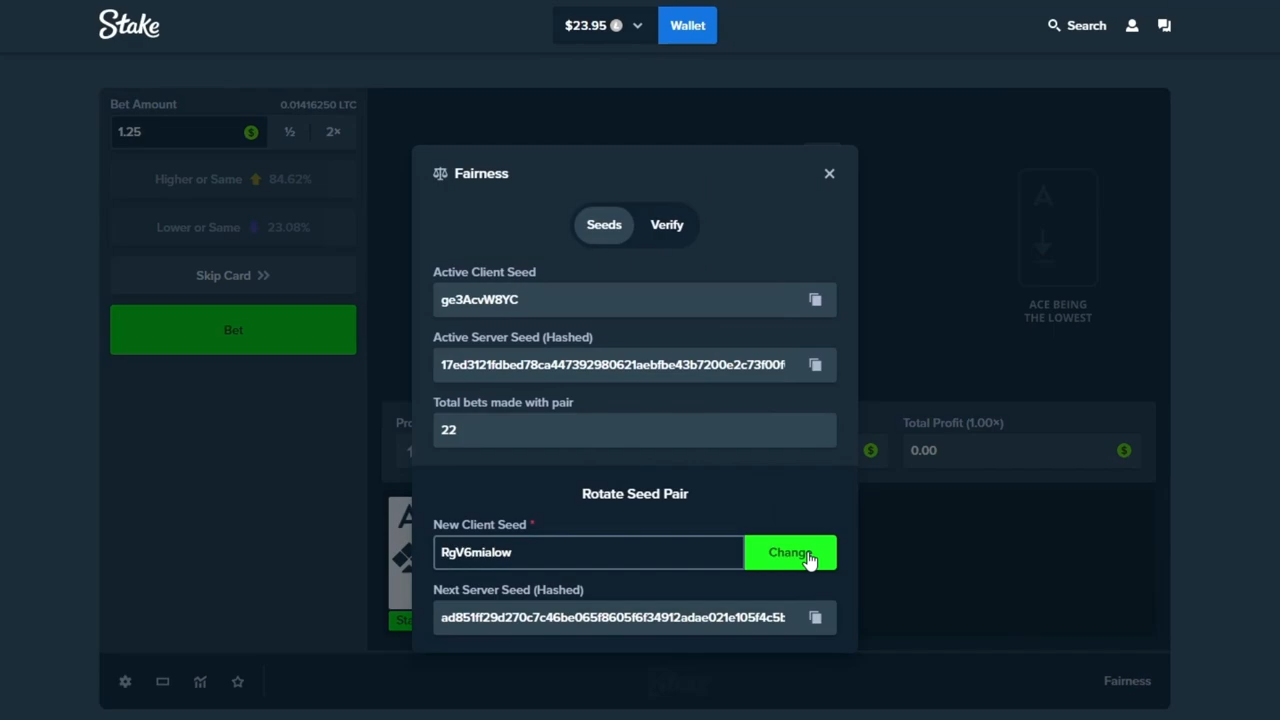 Stake
$23.95
Wallet
Search
Bet Amount
0.01416250 LTC
1.25
½
2×
Higher or Same 84.62%
Lower or Same 23.08%
Skip Card
Bet
Fairness
Seeds
Verify
Active Client Seed
ge3AcvW8YC
Active Server Seed (Hashed)
17ed3121fdbed78ca447392980621aebfbe43b7200e2c73f00f
Total bets made with pair
22
Rotate Seed Pair
New Client Seed *
RgV6mialow
Change
Next Server Seed (Hashed)
ad851ff29d270c7c46be065f8605f6f34912adae021e105f4c5b
A
ACE BEING
THE LOWEST
Total Profit (1.00×)
0.00
A
Stake
Fairness